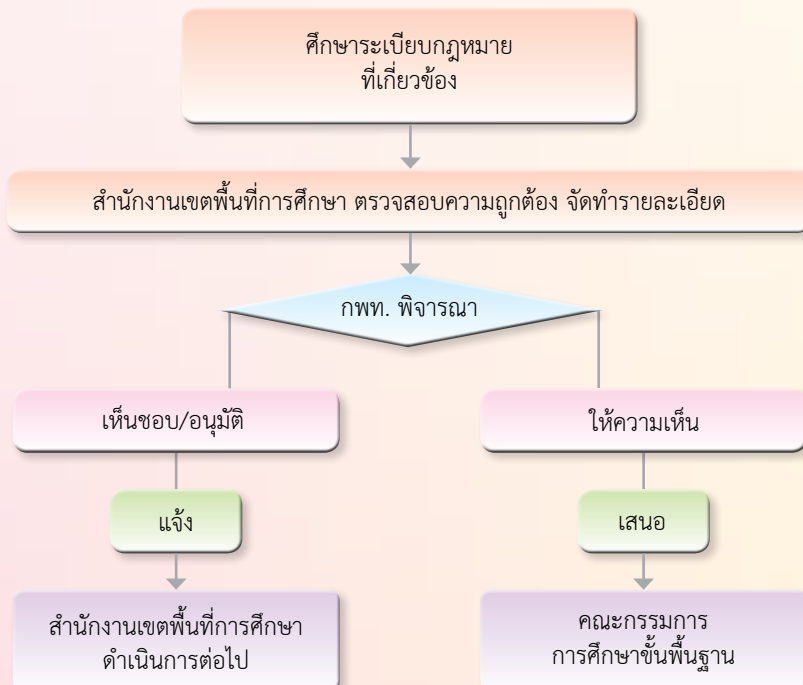 ศึกษาระเบียบกฎหมาย
ที่เกี่ยวข้อง
สำนักงานเขตพื้นที่การศึกษา ตรวจสอบความถูกต้อง จัดทำรายละเอียด
กพท. พิจารณา
เห็นชอบ/อนุมัติ
ให้ความเห็น
แจ้ง
เสนอ
สำนักงานเขตพื้นที่การศึกษา
ดำเนินการต่อไป
คณะกรรมการ
การศึกษาขั้นพื้นฐาน